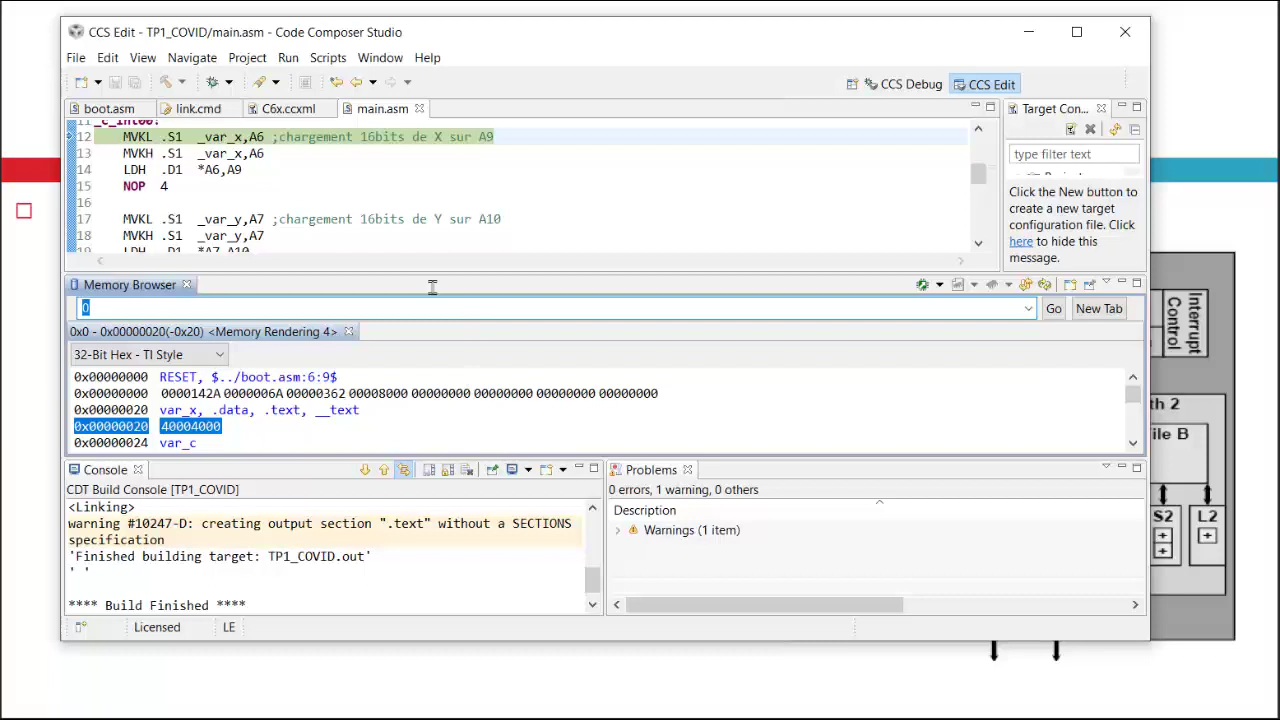 CCS Edit - TP1_COVID/main.asm - Code Composer Studio
File Edit View Navigate Project Run Scripts Window Help
CCS Debug CCS Edit
boot.asm link.cmd C6x.ccxml main.asm
11 _c_int00:
12 MVKL .S1 _var_x,A6 ;chargement 16bits de X sur A9
13 MVKH .S1 _var_x,A6
14 LDH .D1 *A6,A9
15 NOP 4
16
17 MVKL .S1 _var_y,A7 ;chargement 16bits de Y sur A10
18 MVKH .S1 _var_y,A7
19 LDH .D1 *A7,A10
Target Con...
type filter text
Click the New button to
create a new target
configuration file. Click
here to hide this
message.
Memory Browser
0
Go New Tab
0x0 - 0x00000020(-0x20) <Memory Rendering 4>
32-Bit Hex - TI Style
0x00000000 RESET, $../boot.asm:6:9$
0x00000000 0000142A 0000006A 00000362 00008000 00000000 00000000 00000000 00000000
0x00000020 var_x, .data, .text, __text
0x00000020 40004000
0x00000024 var_c
Console
CDT Build Console [TP1_COVID]
<Linking>
warning #10247-D: creating output section ".text" without a SECTIONS
specification
'Finished building target: TP1_COVID.out'
' '
**** Build Finished ****
Problems
0 errors, 1 warning, 0 others
Description
Warnings (1 item)
Licensed LE
Interrupt
Control
th 2
ile B
S2 L2